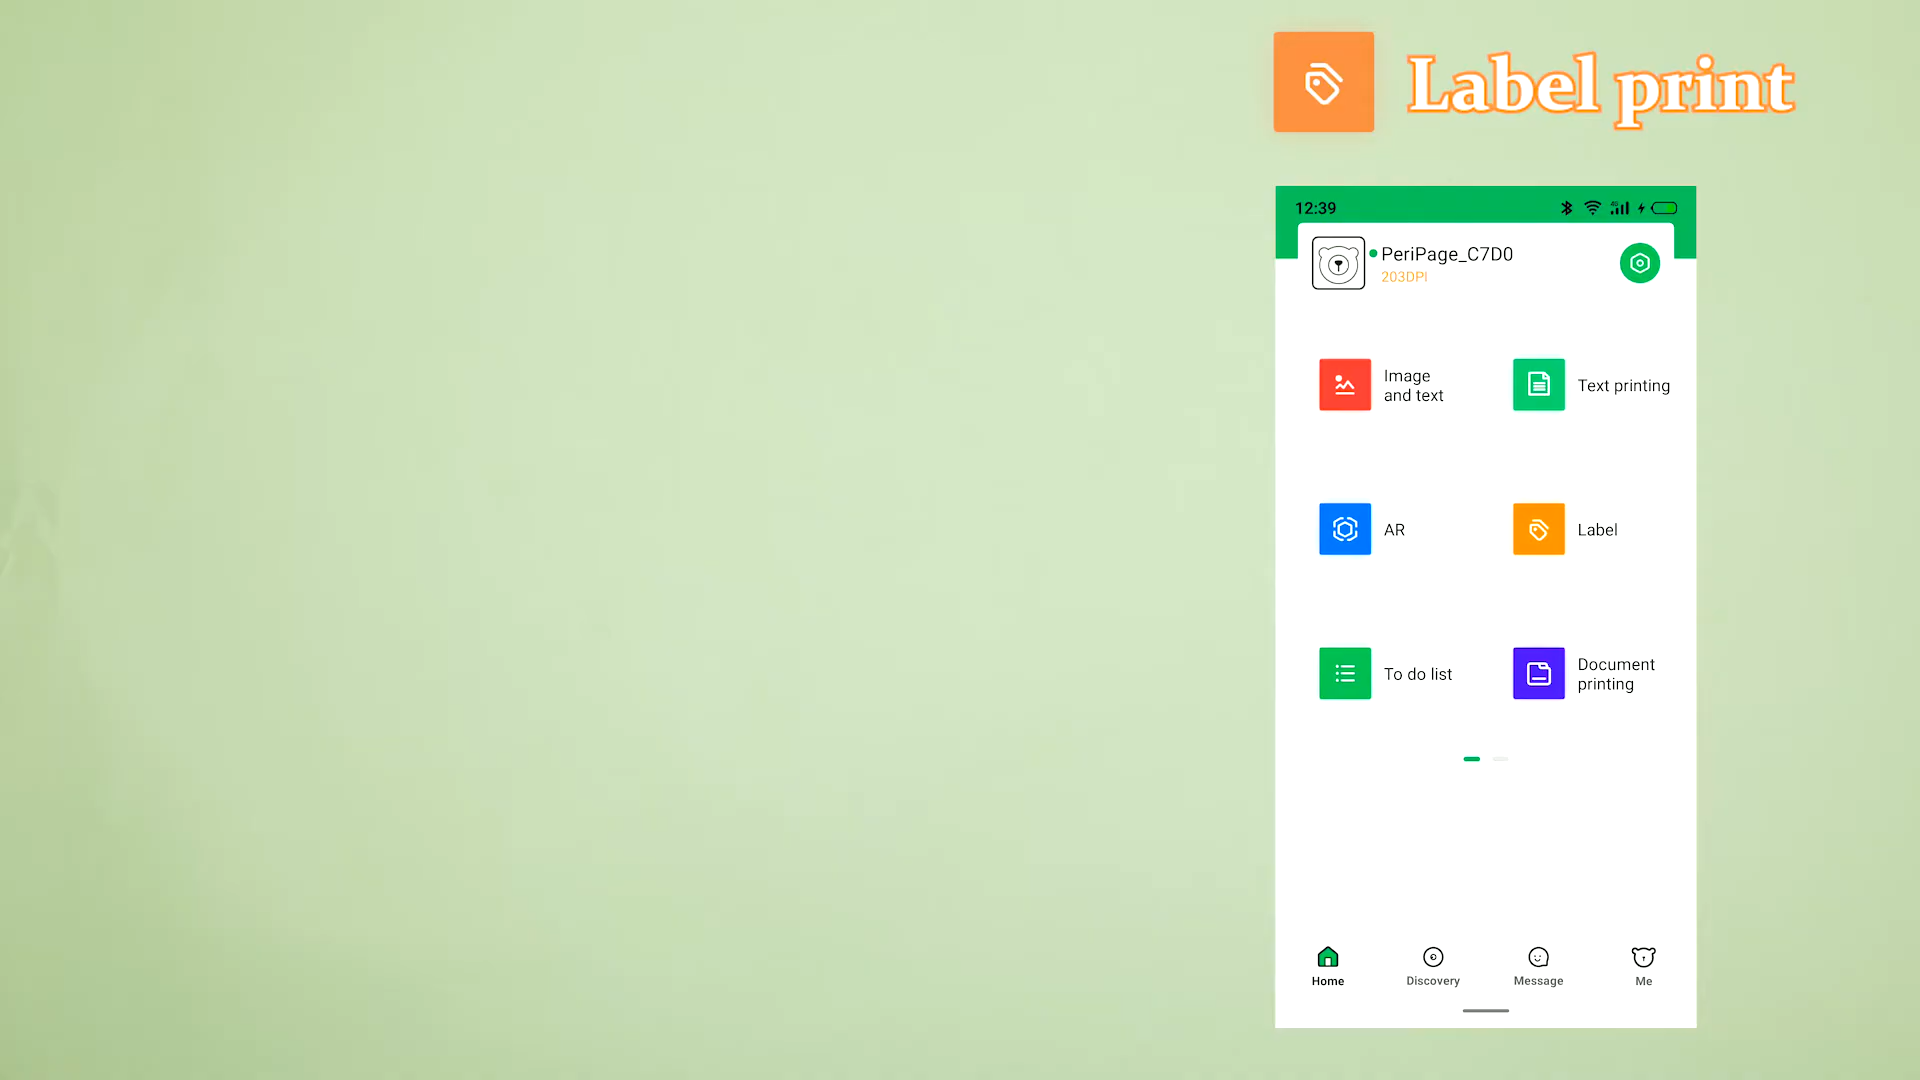 Label print
12:39
PeriPage_C7D0
203DPI
Image
and text
Text printing
AR
Label
To do list
Document
printing
Home
Discovery
Message
Me